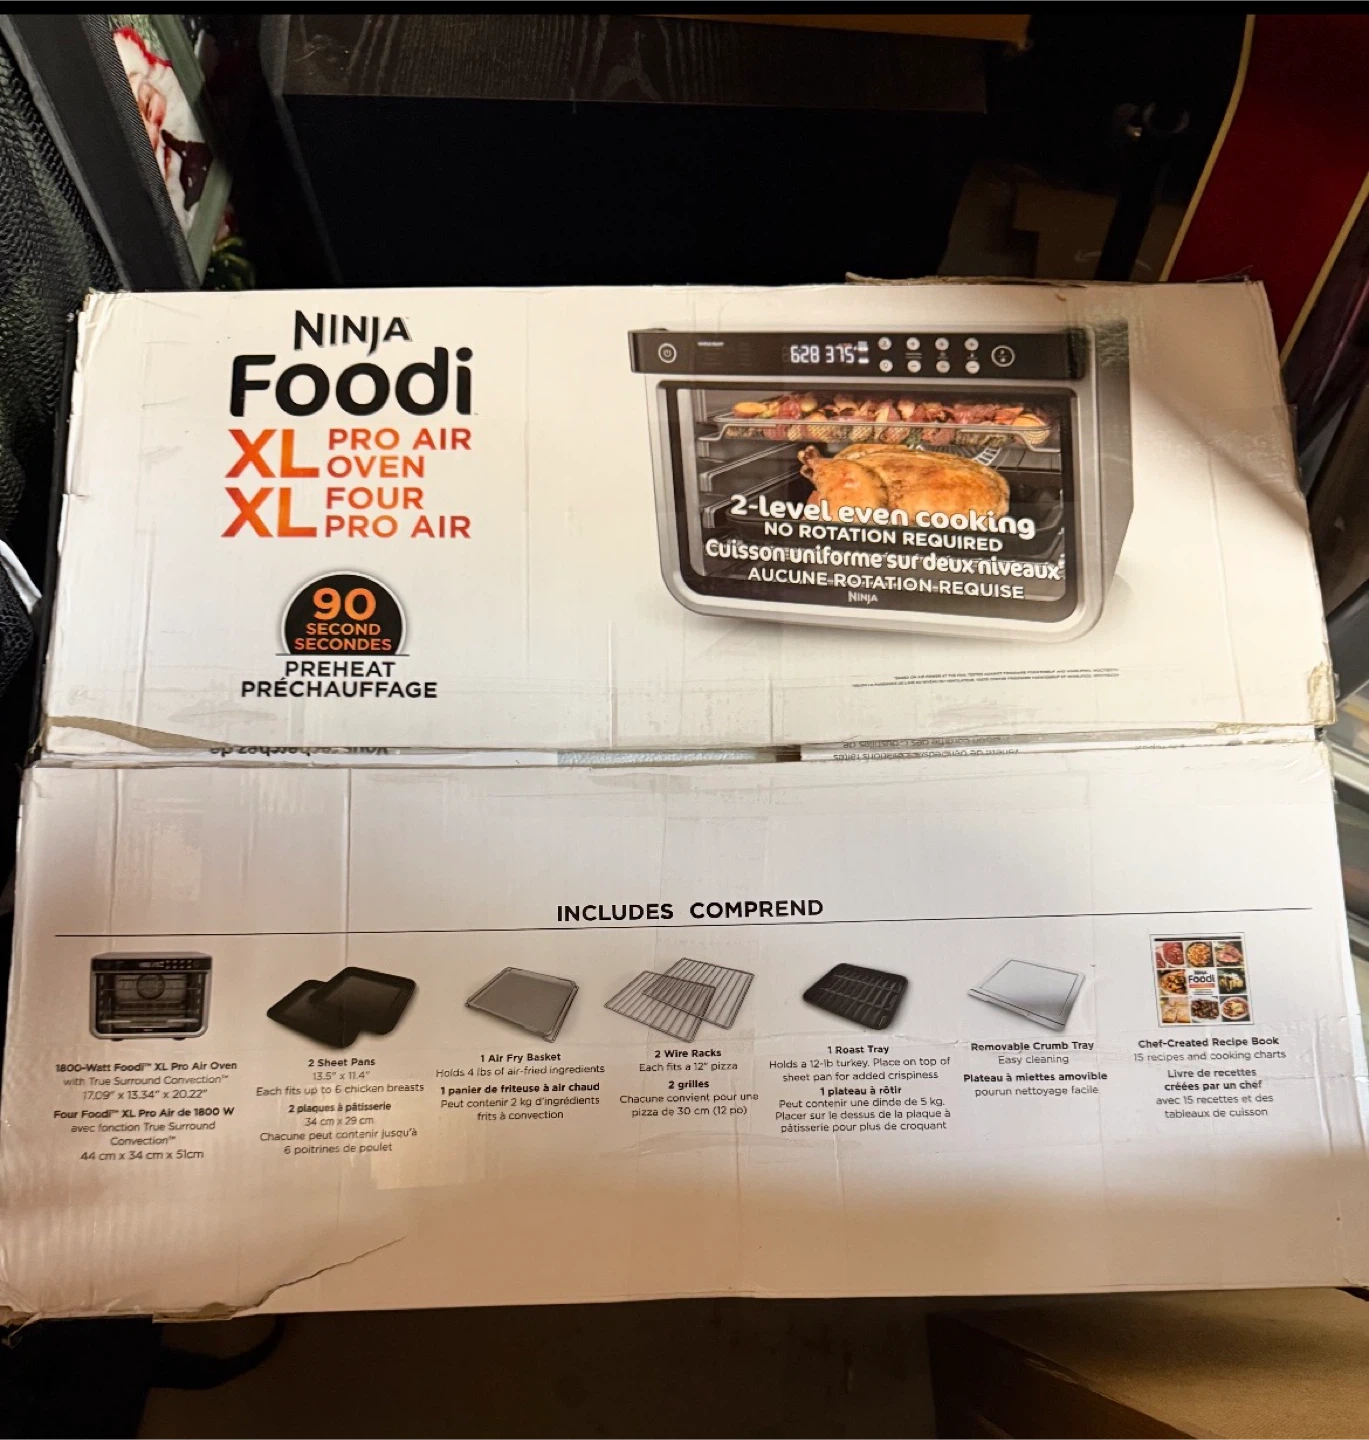 NINJA
Foodi
XL PRO AIR
OVEN
XL FOUR
PRO AIR
90
SECOND
SECONDES
PREHEAT
PRÉCHAUFFAGE
628 375°
2-level even cooking
NO ROTATION REQUIRED
Cuisson uniforme sur deux niveaux
AUCUNE ROTATION REQUISE
NINJA
INCLUDES COMPREND
1800-Watt Foodi™ XL Pro Air Oven
with True Surround Convection™
17.09" x 13.34" x 20.22"
Four Foodi™ XL Pro Air de 1800 W
avec fonction True Surround
Convection™
44 cm x 34 cm x 51cm
2 Sheet Pans
13.5" x 11.4"
Each fits up to 6 chicken breasts
2 plaques à pâtisserie
34 cm x 29 cm
Chacune peut contenir jusqu'à
6 poitrines de poulet
1 Air Fry Basket
Holds 4 lbs of air-fried ingredients
1 panier de friteuse à air chaud
Peut contenir 2 kg d'ingrédients
frits à convection
2 Wire Racks
Each fits a 12" pizza
2 grilles
Chacune convient pour une
pizza de 30 cm (12 po)
1 Roast Tray
Holds a 12-lb turkey. Place on top of
sheet pan for added crispiness
1 plateau à rôtir
Peut contenir une dinde de 5 kg.
Placer sur le dessus de la plaque à
pâtisserie pour plus de croquant
Removable Crumb Tray
Easy cleaning
Plateau à miettes amovible
pourun nettoyage facile
Foodi
Chef-Created Recipe Book
15 recipes and cooking charts
Livre de recettes
créées par un chef
avec 15 recettes et des
tableaux de cuisson